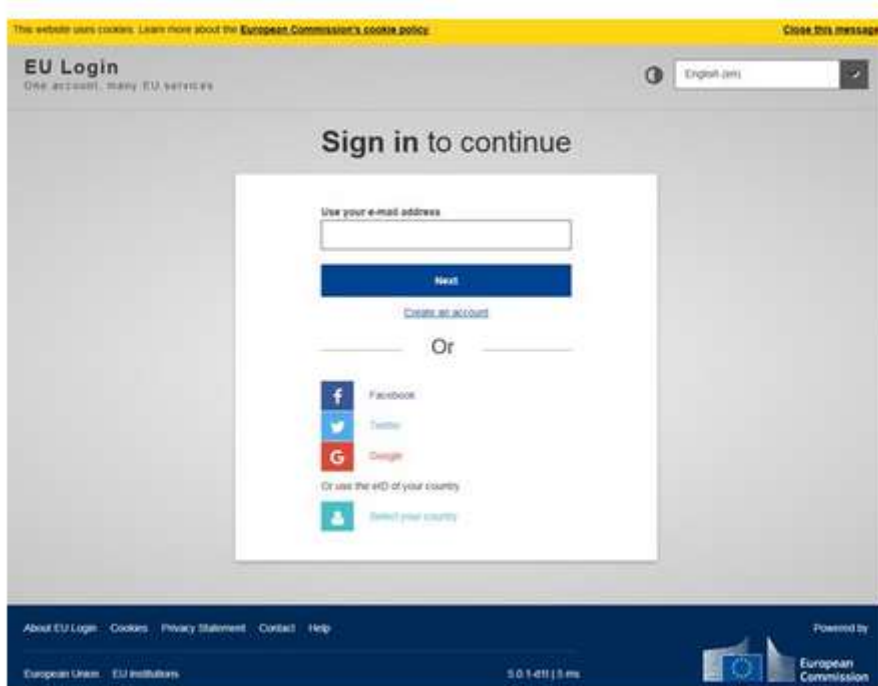 This website uses cookies. Learn more about the European Commission's cookie policy. Close this message
EU Login
One account, many EU services
English (en)
Sign in to continue
Use your e-mail address
Next
Create an account
Or
Facebook
Twitter
Google
Or use the eID of your country
Select your country
About EU Login Cookies Privacy Statement Contact Help
Powered by
European Union EU institutions
5 ms
European
Commission